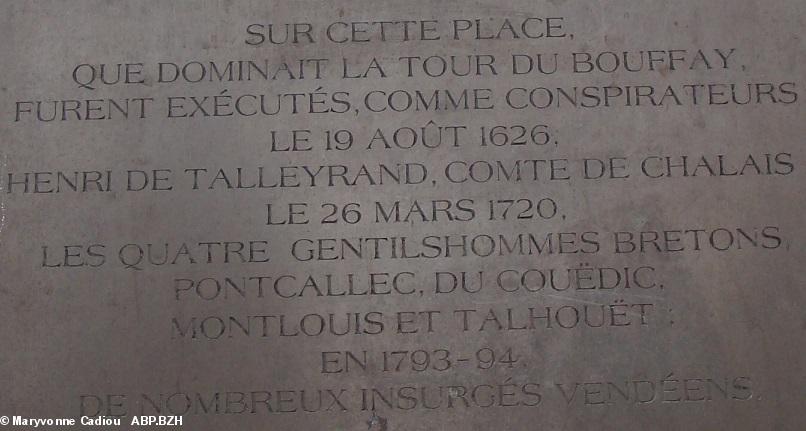 SUR CETTE PLACE,
QUE DOMINAIT LA TOUR DU BOUFFAY,
FURENT EXÉCUTÉS, COMME CONSPIRATEURS
LE 19 AOÛT 1626,
HENRI DE TALLEYRAND, COMTE DE CHALAIS
LE 26 MARS 1720,
LES QUATRE GENTILSHOMMES BRETONS,
PONTCALLEC, DU COUËDIC,
MONTLOUIS ET TALHOUËT ;
EN 1793-94,
DE NOMBREUX INSURGÉS VENDÉENS.
© Maryvonne Cadiou ABP.BZH